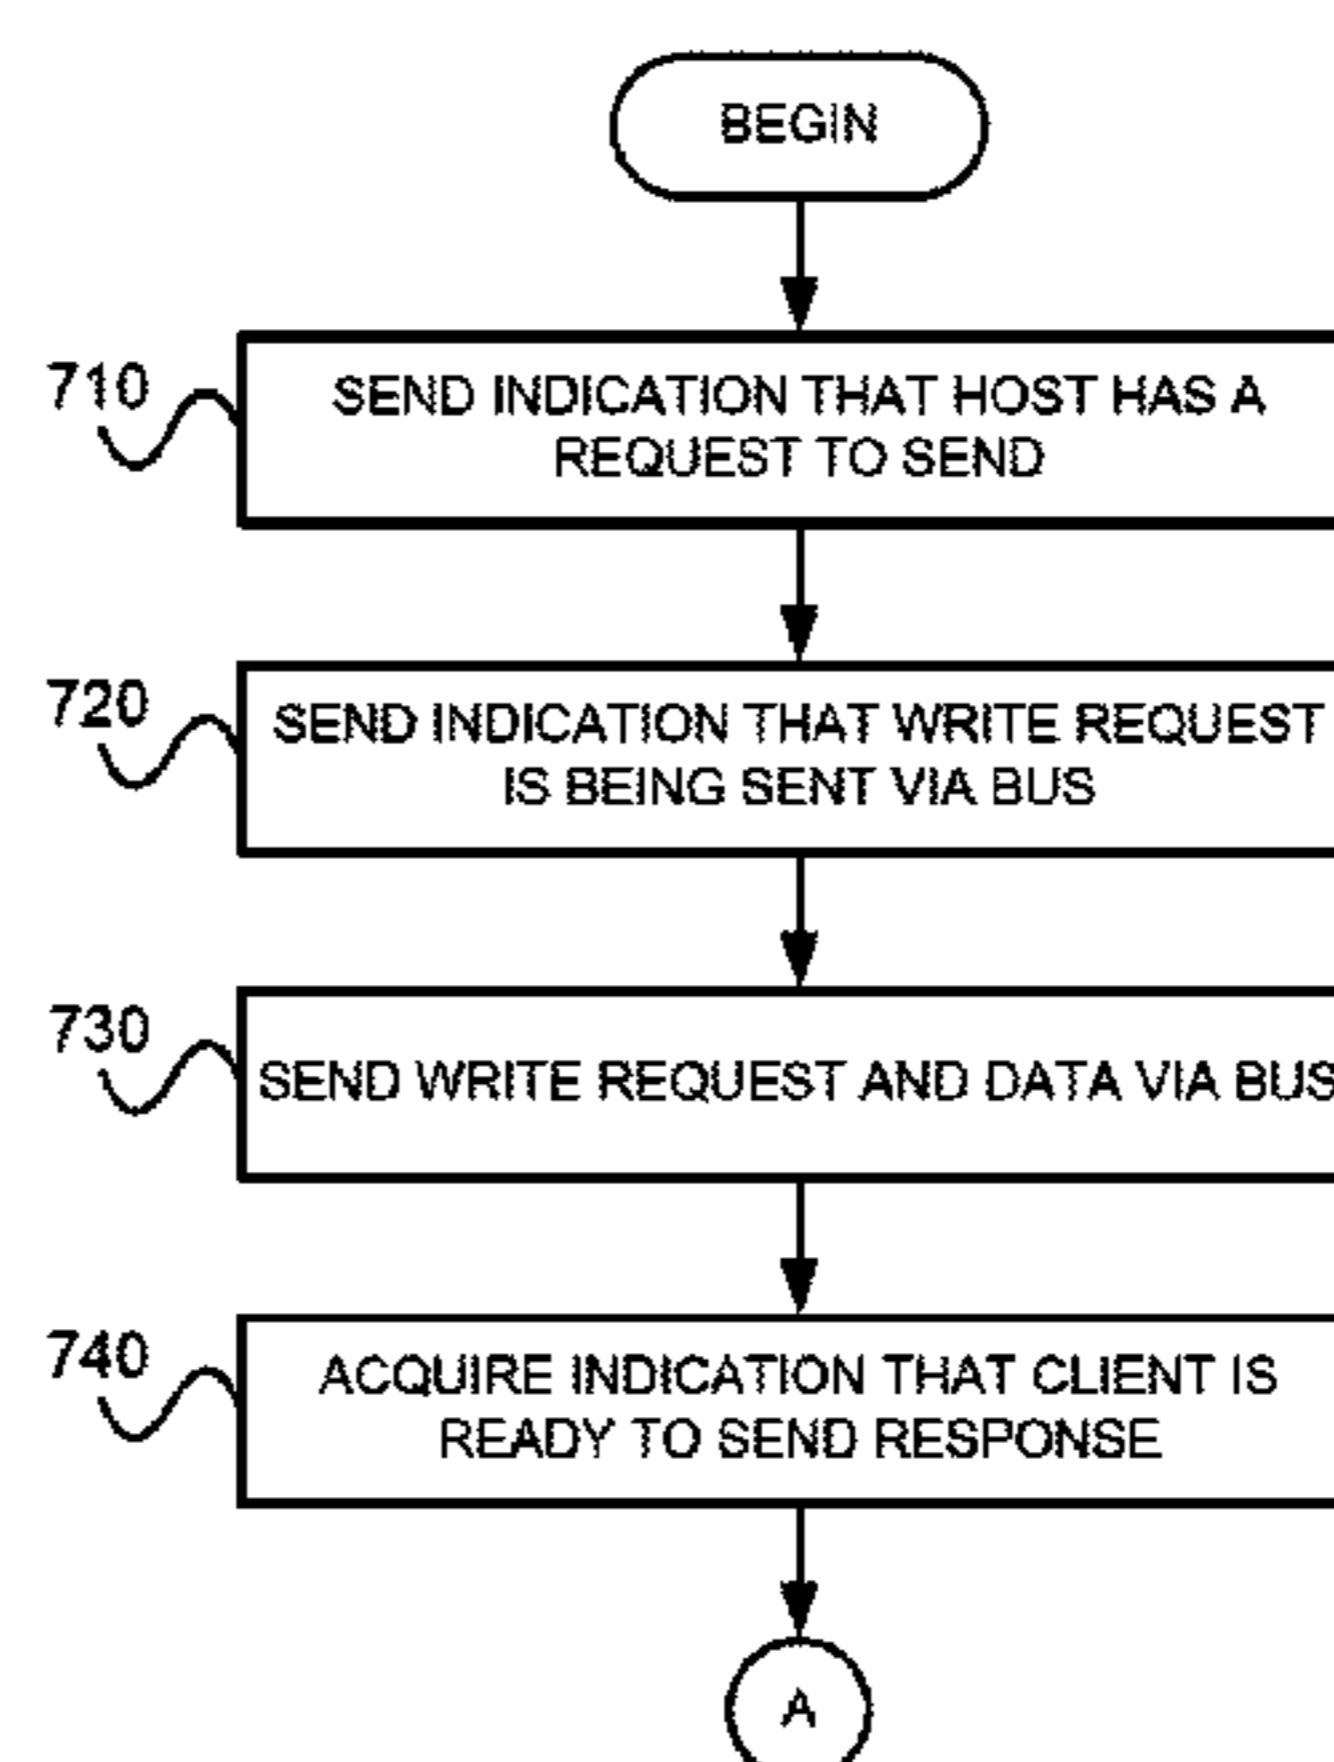 BEGIN
710
SEND INDICATION THAT HOST HAS A
REQUEST TO SEND
720
SEND INDICATION THAT WRITE REQUEST
IS BEING SENT VIA BUS
730
SEND WRITE REQUEST AND DATA VIA BUS
740
ACQUIRE INDICATION THAT CLIENT IS
READY TO SEND RESPONSE
A